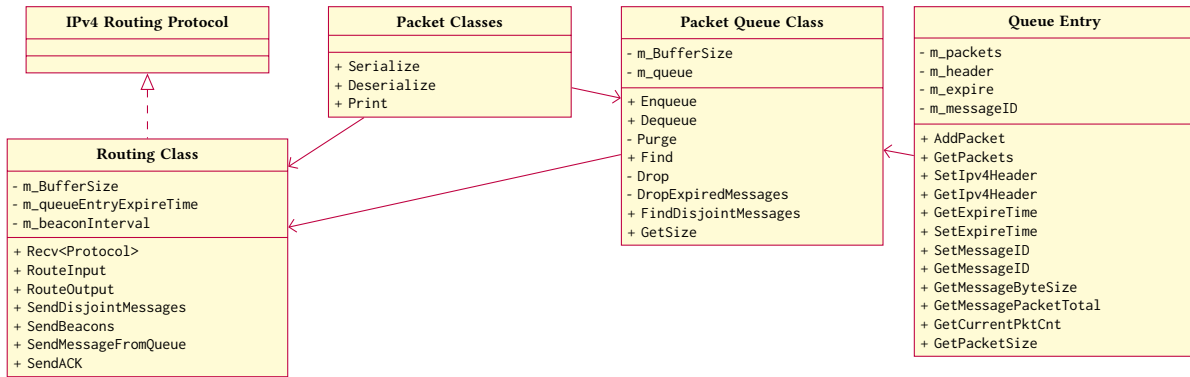 IPv4 Routing Protocol
Routing Class
- m_BufferSize
- m_queueEntryExpireTime
- m_beaconInterval
+ Recv<Protocol>
+ RouteInput
+ RouteOutput
+ SendDisjointMessages
+ SendBeacons
+ SendMessageFromQueue
+ SendACK
Packet Classes
+ Serialize
+ Deserialize
+ Print
Packet Queue Class
- m_BufferSize
- m_queue
+ Enqueue
+ Dequeue
- Purge
+ Find
- Drop
- DropExpiredMessages
+ FindDisjointMessages
+ GetSize
Queue Entry
- m_packets
- m_header
- m_expire
- m_messageID
+ AddPacket
+ GetPackets
+ SetIpv4Header
+ GetIpv4Header
+ GetExpireTime
+ SetExpireTime
+ SetMessageID
+ GetMessageID
+ GetMessageByteSize
+ GetMessagePacketTotal
+ GetCurrentPktCnt
+ GetPacketSize